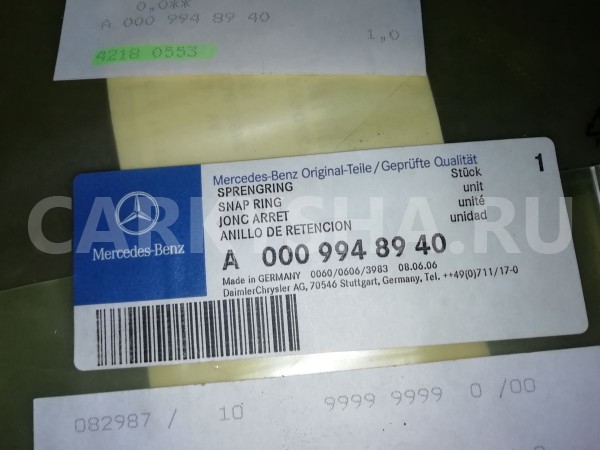 0,0**
A 000 994 89 40
1,0
4218 0553
Mercedes-Benz Original-Teile/Geprüfte Qualität
SPRENGRING Stück 1
SNAP RING unit
JONC ARRET unité
ANILLO DE RETENCION unidad
Mercedes-Benz
A 000 994 89 40
Made in GERMANY 0060/0606/3983 08.06.06
DaimlerChrysler AG, 70546 Stuttgart, Germany, Tel. ++49(0)711/17-0
CARKISHA.RU
082987 / 10 9999 9999 0 /00